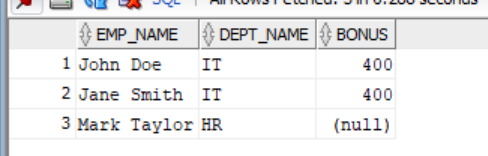 SQL | All Rows Fetched: 3 in 0.288 seconds
EMP_NAME DEPT_NAME BONUS
1 John Doe IT 400
2 Jane Smith IT 400
3 Mark Taylor HR (null)